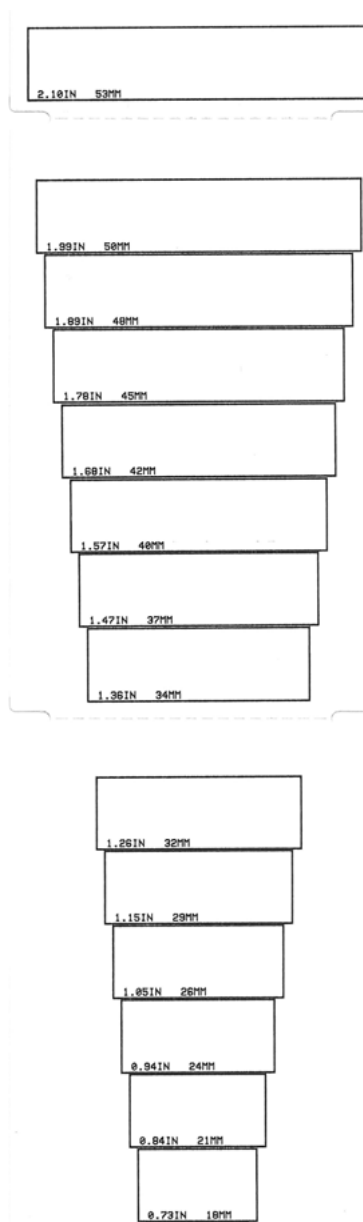 2.10IN 53MM
1.99IN 50MM
1.89IN 48MM
1.78IN 45MM
1.68IN 42MM
1.57IN 40MM
1.47IN 37MM
1.36IN 34MM
1.26IN 32MM
1.15IN 29MM
1.05IN 26MM
0.94IN 24MM
0.84IN 21MM
0.73IN 18MM